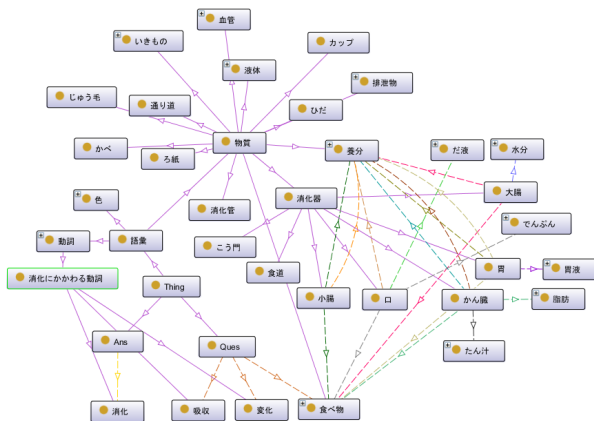 血管
いきもの
カップ
液体
排泄物
じゅう毛
通り道
ひだ
物質
だ液
水分
かべ
ろ紙
養分
大腸
色
消化管
消化器
でんぷん
動詞
語彙
こう門
食道
胃
胃液
消化にかかわる動詞
Thing
小腸
口
かん臓
脂肪
Ans
Ques
たん汁
消化
吸収
変化
食べ物